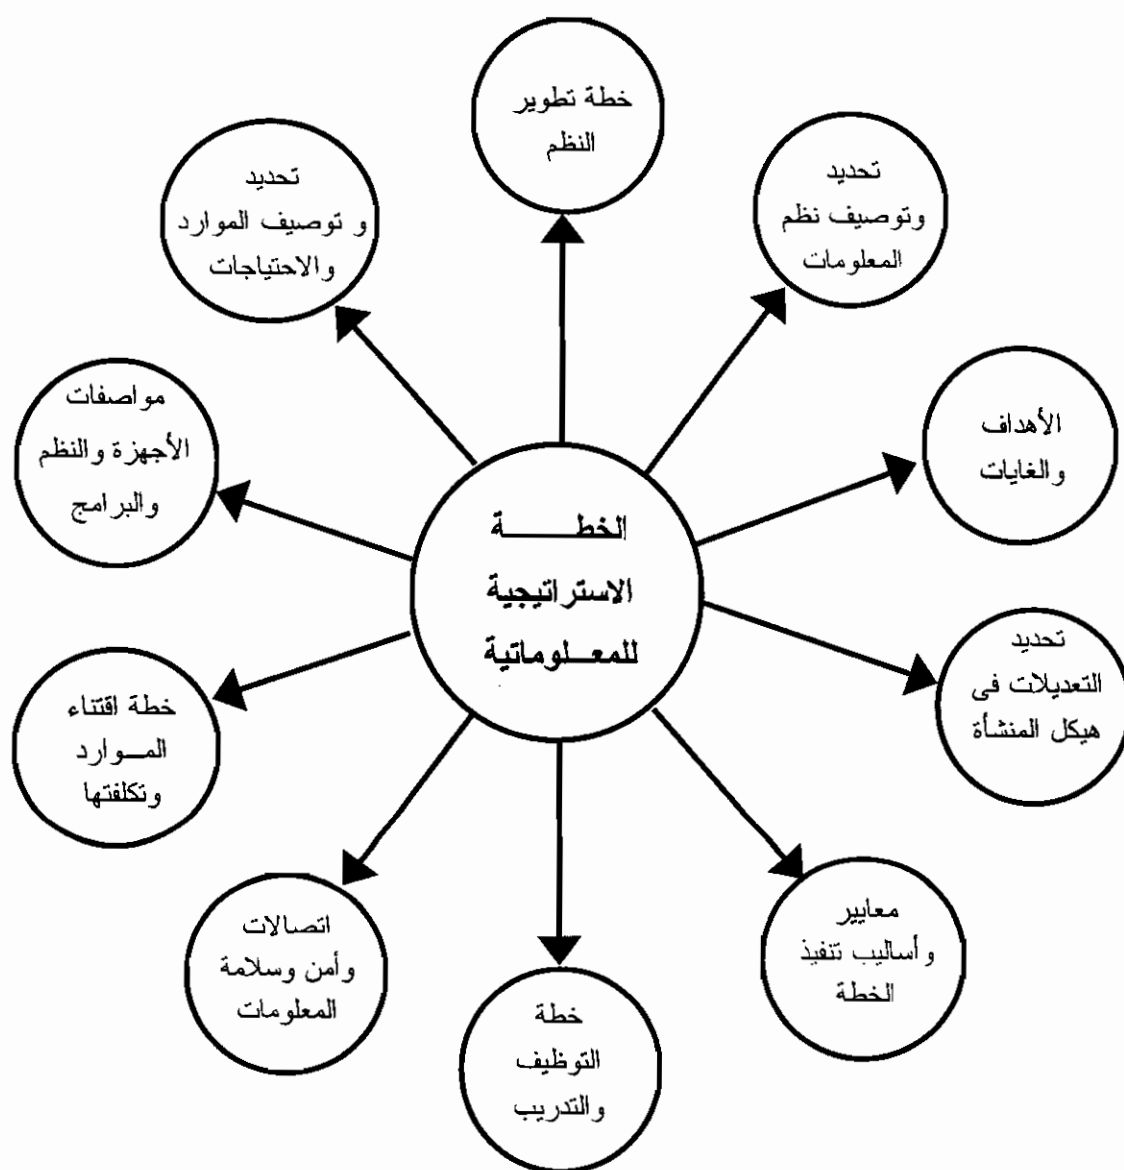 خطة تطوير
النظم
تحديد
وتوصيف نظم
المعلومات
تحديد
و توصيف الموارد
والاحتياجات
الأهداف
والغايات
مواصفات
الأجهزة والنظم
والبرامج
الخطــــة
الاستراتيجية
للمعــلوماتية
تحديد
التعديلات فى
هيكل المنشأة
خطة اقتناء
المــوارد
وتكلفتها
معايير
وأساليب تنفيذ
الخطة
اتصالات
وأمن وسلامة
المعلومات
خطة
التوظيف
والتدريب